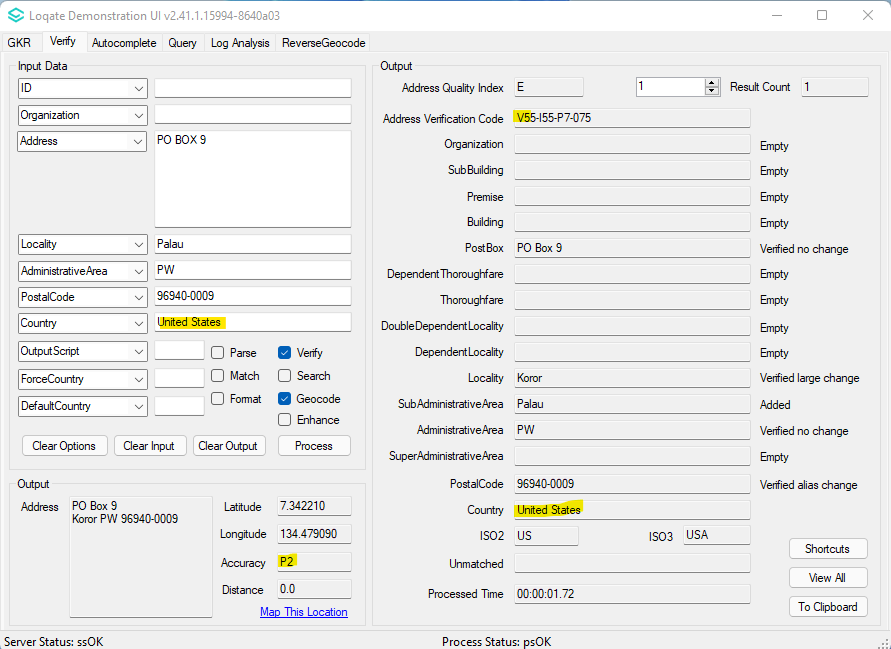 Loqate Demonstration UI v2.41.1.15994-8640a03
GKR Verify Autocomplete Query Log Analysis ReverseGeocode
Input Data
ID
Organization
Address PO BOX 9
Locality Palau
AdministrativeArea PW
PostalCode 96940-0009
Country United States
OutputScript Parse Verify
ForceCountry Match Search
DefaultCountry Format Geocode
Enhance
Clear Options Clear Input Clear Output Process
Output
Address PO Box 9
Koror PW 96940-0009
Latitude 7.342210
Longitude 134.479090
Accuracy P2
Distance 0.0
Map This Location
Output
Address Quality Index E 1 Result Count 1
Address Verification Code V55-I55-P7-075
Organization Empty
SubBuilding Empty
Premise Empty
Building Empty
PostBox PO Box 9 Verified no change
DependentThoroughfare Empty
Thoroughfare Empty
DoubleDependentLocality Empty
DependentLocality Empty
Locality Koror Verified large change
SubAdministrativeArea Palau Added
AdministrativeArea PW Verified no change
SuperAdministrativeArea Empty
PostalCode 96940-0009 Verified alias change
Country United States
ISO2 US ISO3 USA
Unmatched
Processed Time 00:00:01.72
Shortcuts
View All
To Clipboard
Server Status: ssOK Process Status: psOK